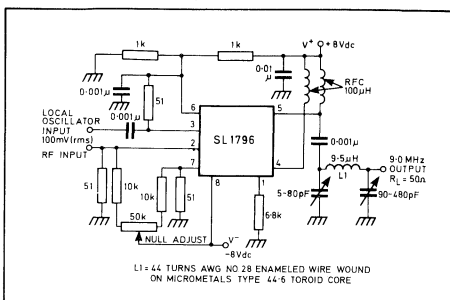 V+
+8Vdc
1k
1k
0·01
μ
RFC
100μH
0·001μ
51
6
5
LOCAL
OSCILLATOR
INPUT
100mV(rms)
0·001μ
3
SL1796
0·001μ
RF INPUT
2
4
9·5μH
9·0 MHz
OUTPUT
RL = 50Ω
7
L1
51
10k
10k
51
8
1
5-80pF
90-480pF
50k
6·8k
NULL ADJUST
V-
-8Vdc
L1 = 44 TURNS AWG NO 28 ENAMELED WIRE WOUND
ON MICROMETALS TYPE 44·6 TOROID CORE